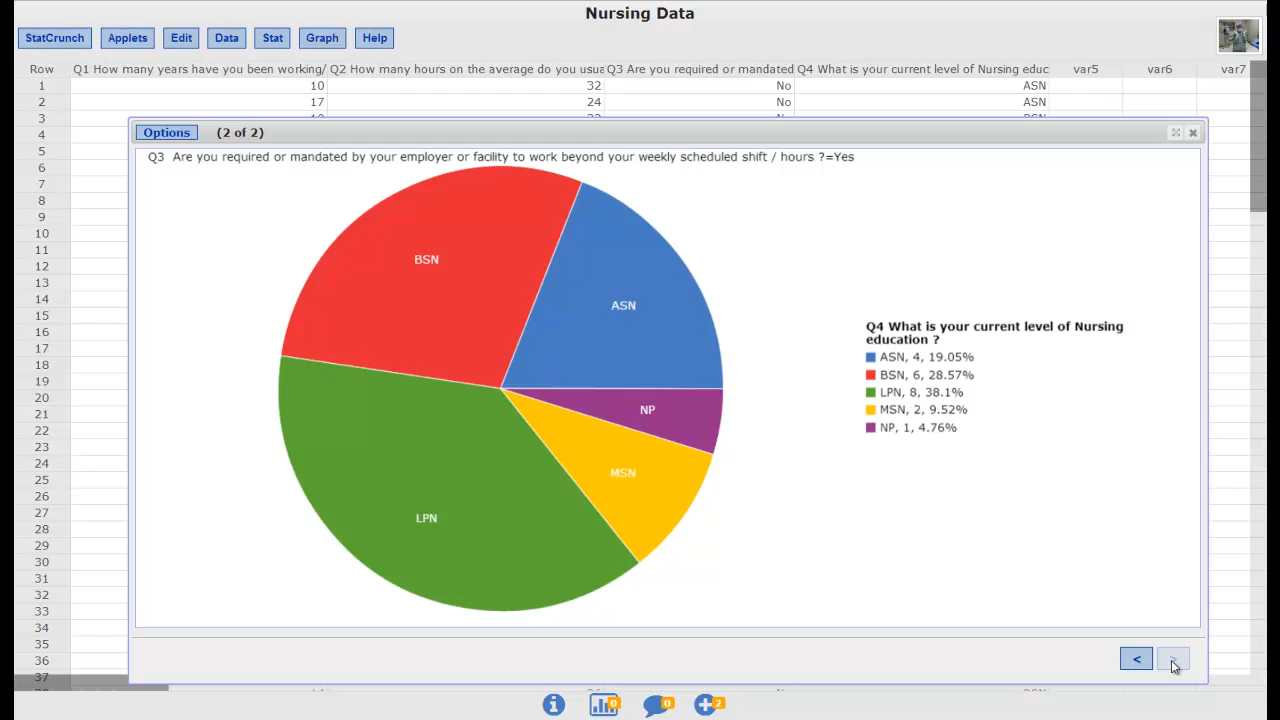 Nursing Data
StatCrunch Applets Edit Data Stat Graph Help
Row Q1 How many years have you been working/ Q2 How many hours on the average do you usua Q3 Are you required or mandated Q4 What is your current level of Nursing educ var5 var6 var7
1 10 32 No ASN
2 17 24 No ASN
3
Options (2 of 2)
4
5
Q3 Are you required or mandated by your employer or facility to work beyond your weekly scheduled shift / hours ?=Yes
6
7
8
9
10
11
BSN
12
13
14
ASN
15
16
Q4 What is your current level of Nursing
education ?
17
ASN, 4, 19.05%
18
BSN, 6, 28.57%
19
LPN, 8, 38.1%
20
NP
MSN, 2, 9.52%
21
NP, 1, 4.76%
22
23
24
MSN
25
26
27
LPN
28
29
30
31
32
33
34
35
36
<
>
37
0 0 2